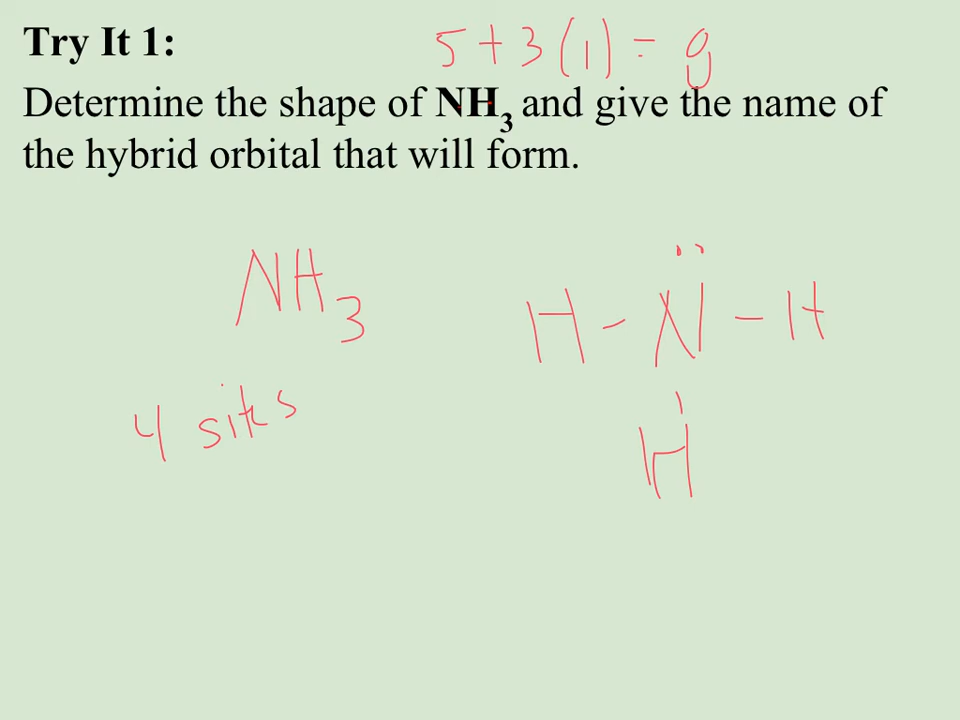 Try It 1:
5 + 3 (1) = 8
Determine the shape of NH3 and give the name of
the hybrid orbital that will form.
NH3
H - N̈ - H
H
4 sites